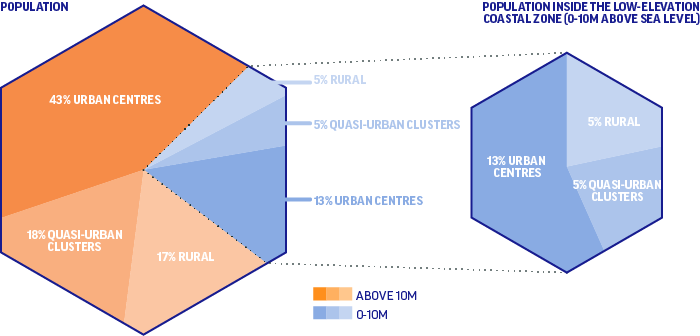 POPULATION
POPULATION INSIDE THE LOW-ELEVATION
COASTAL ZONE (0-10M ABOVE SEA LEVEL)
43% URBAN CENTRES
5% RURAL
5% QUASI-URBAN CLUSTERS
13% URBAN CENTRES
18% QUASI-URBAN
CLUSTERS
17% RURAL
5% RURAL
13% URBAN
CENTRES
5% QUASI-URBAN
CLUSTERS
ABOVE 10M
0-10M